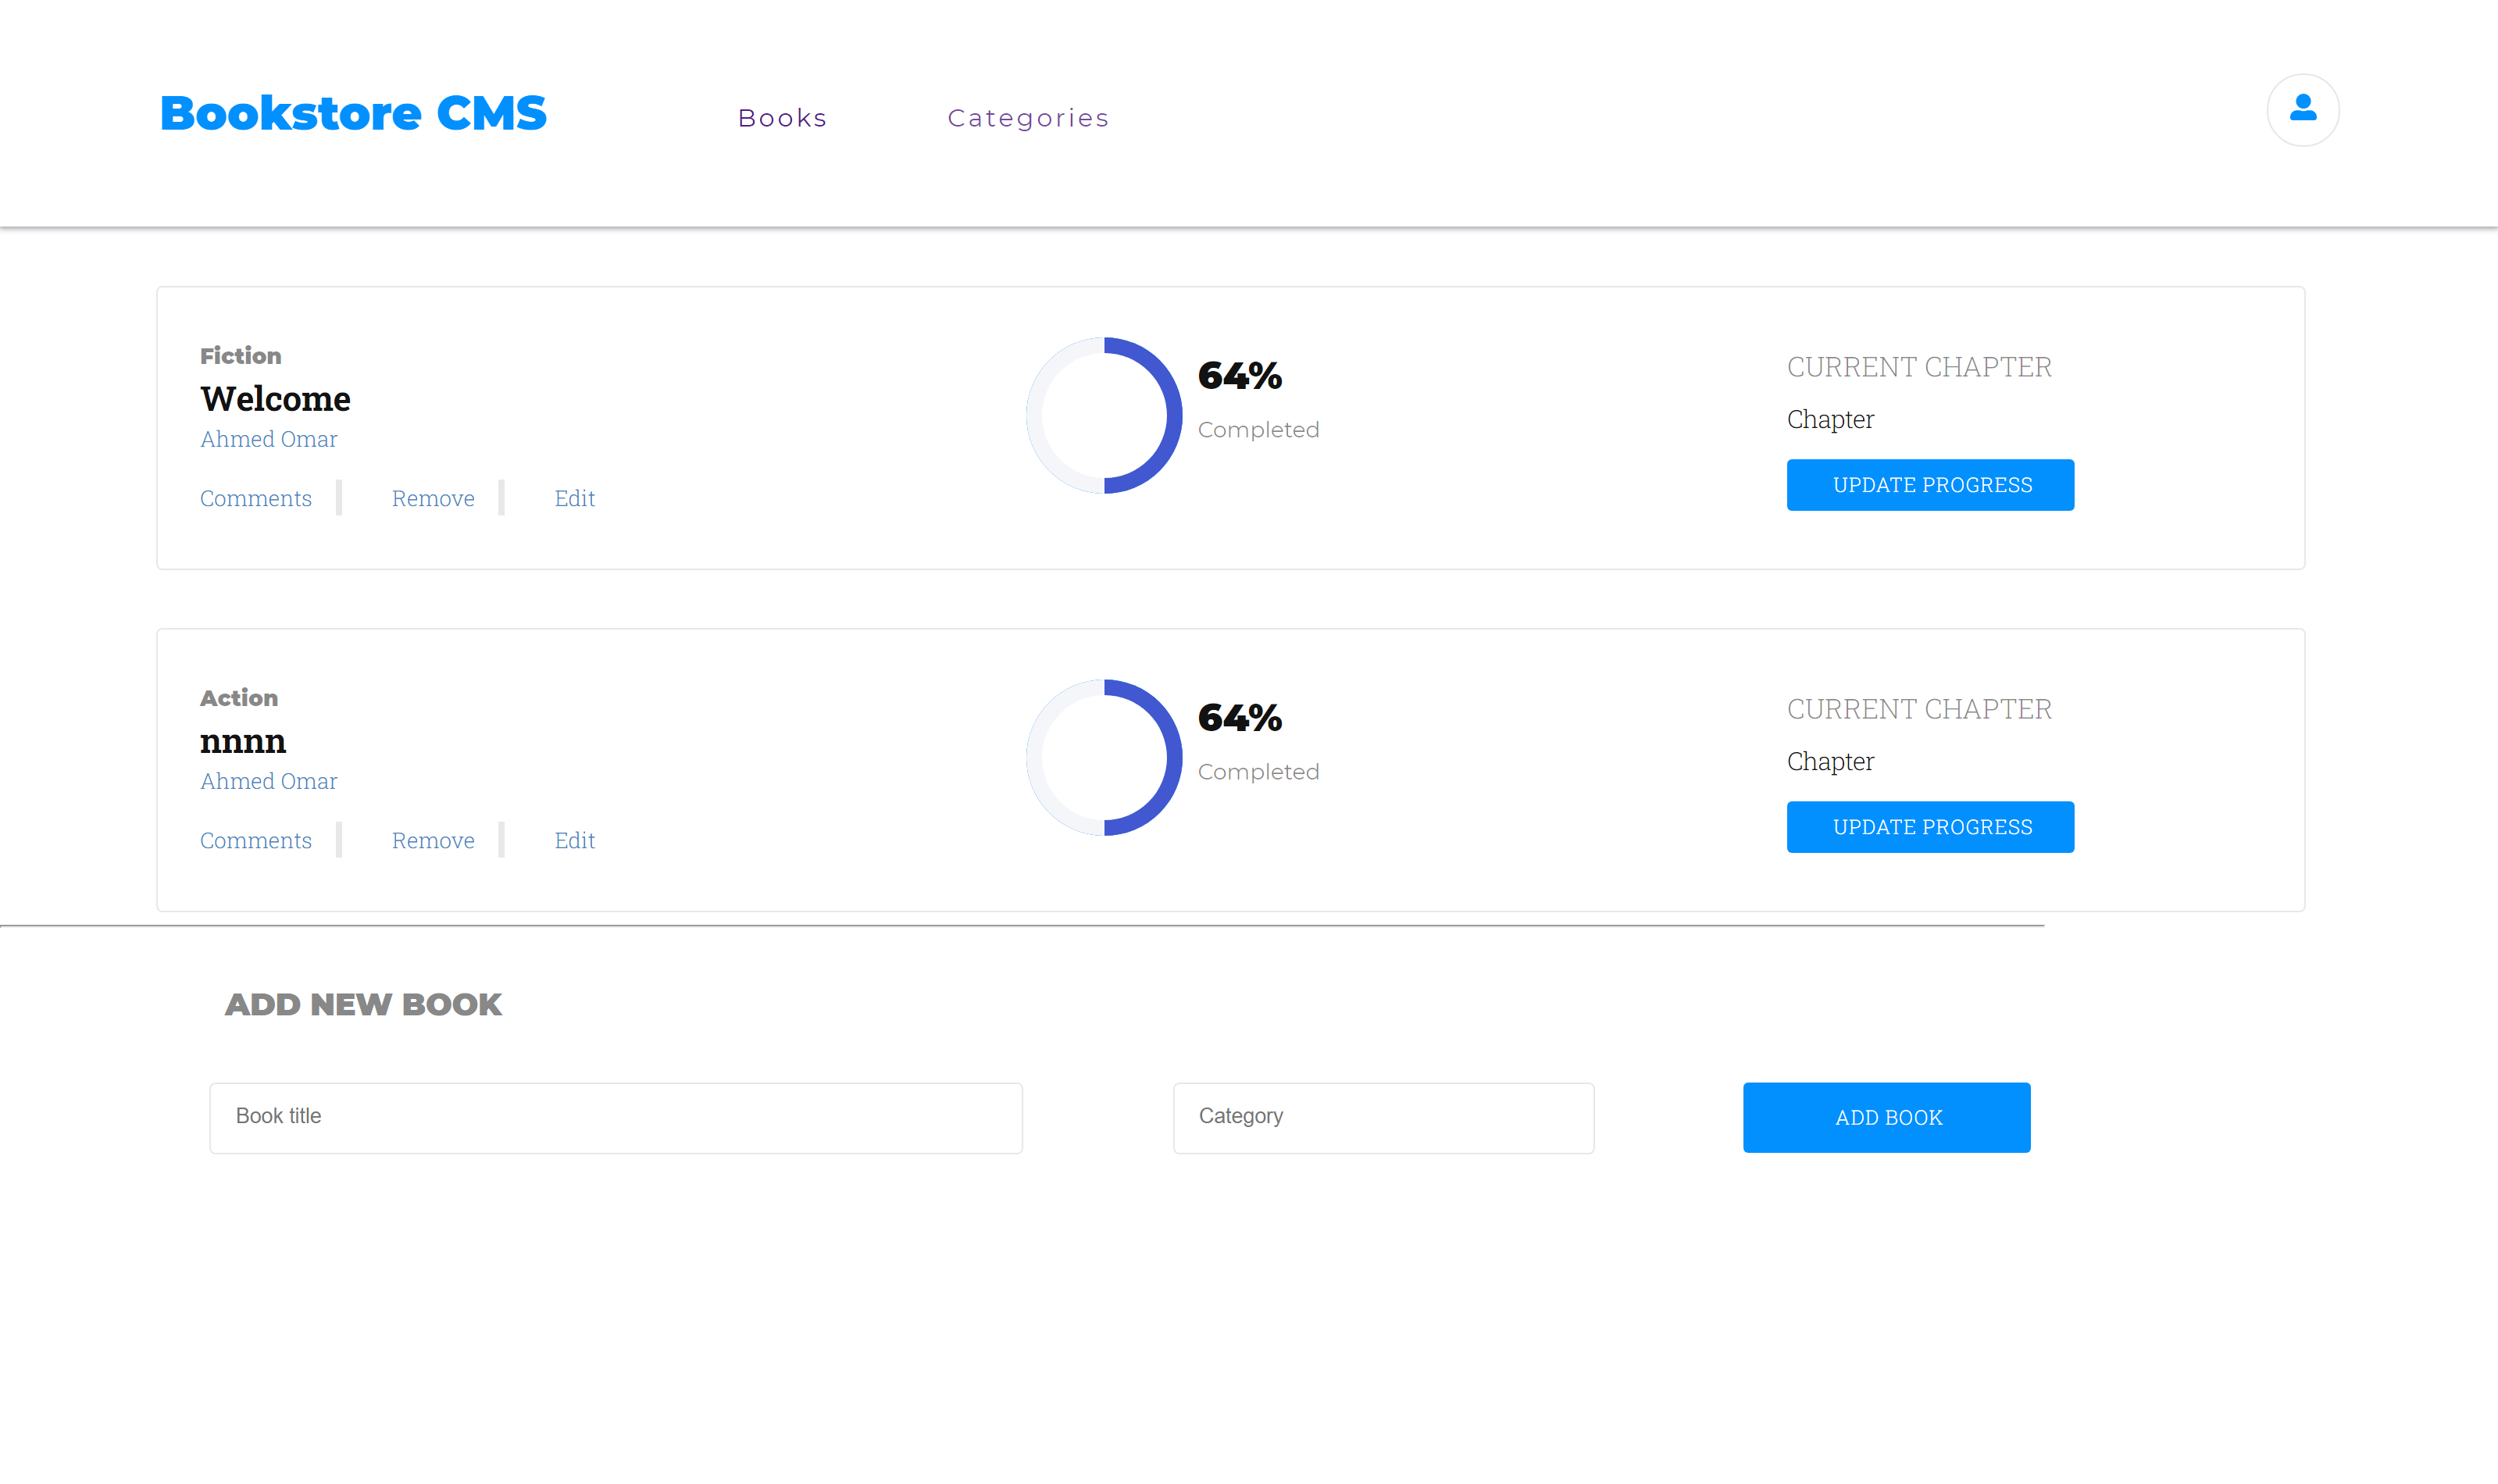 Bookstore CMS
Books
Categories
Fiction
Welcome
Ahmed Omar
Comments
Remove
Edit
64%
Completed
CURRENT CHAPTER
Chapter
UPDATE PROGRESS
Action
nnnn
Ahmed Omar
Comments
Remove
Edit
64%
Completed
CURRENT CHAPTER
Chapter
UPDATE PROGRESS
ADD NEW BOOK
Book title
Category
ADD BOOK